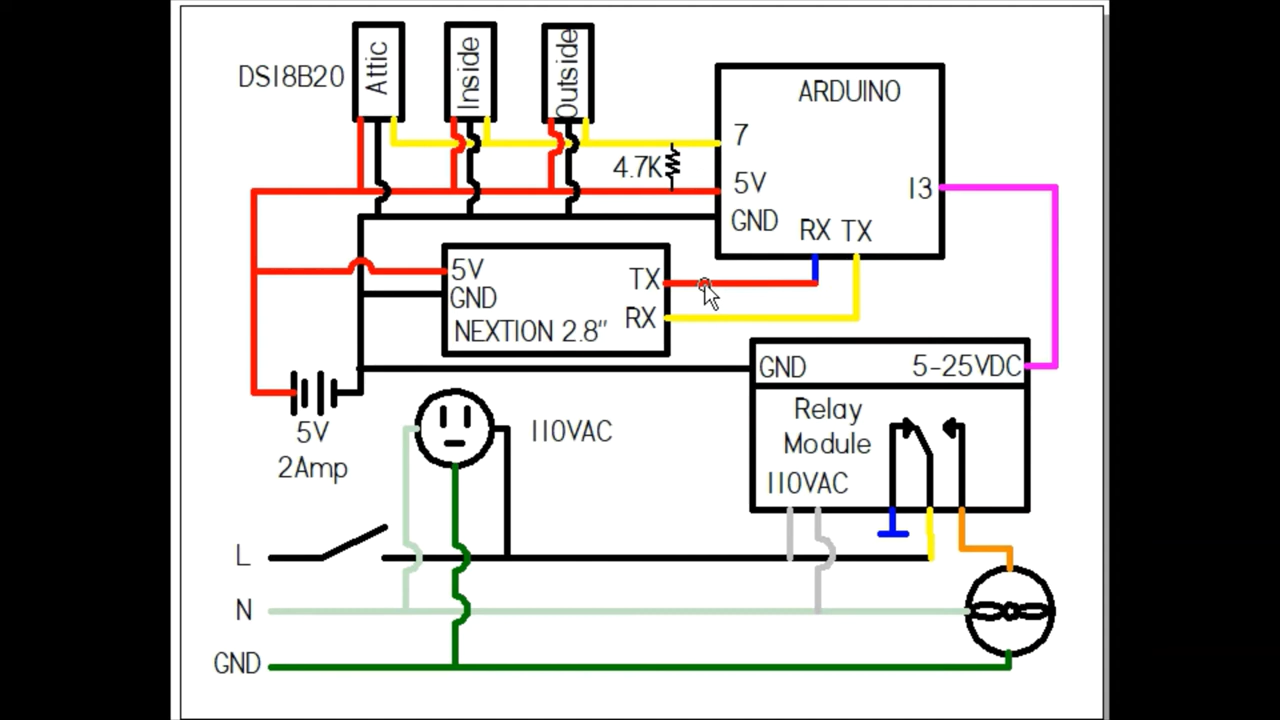 DS18B20
Attic
Inside
Outside
ARDUINO
7
4.7K
5V
13
GND
RX TX
5V
TX
GND
NEXTION 2.8"
RX
GND
5-25VDC
5V
2Amp
110VAC
Relay
Module
110VAC
L
N
GND